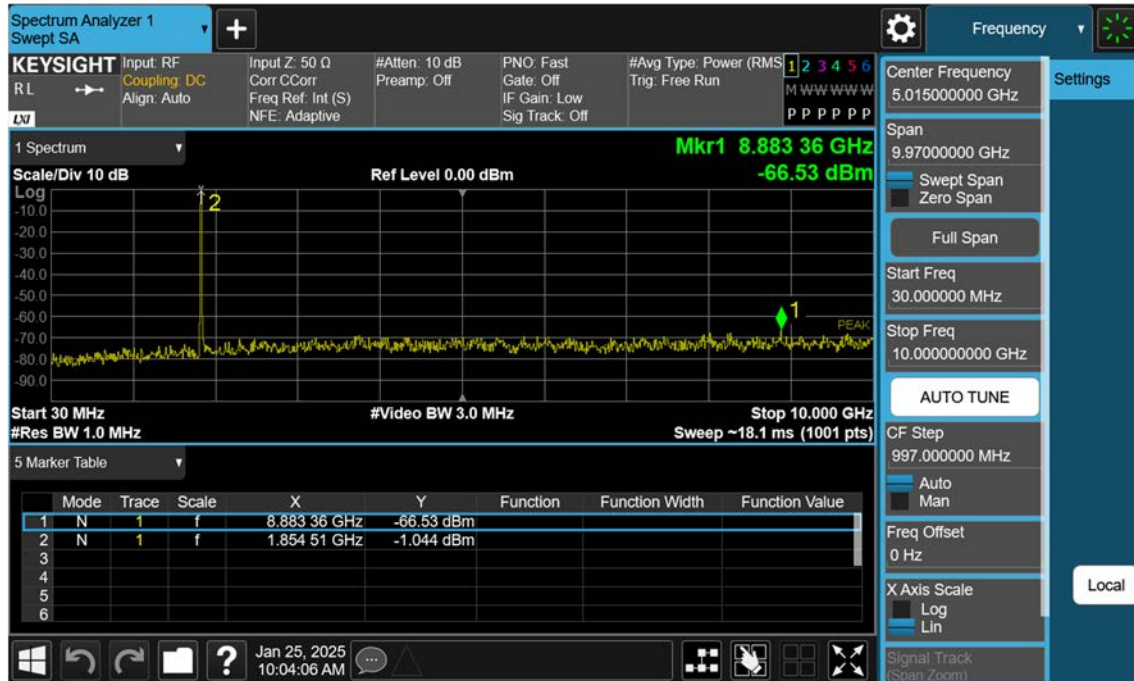 Spectrum Analyzer 1
Swept SA
+
Frequency
KEYSIGHT
RL
LXI
Input: RF
Coupling: DC
Align: Auto
Input Z: 50 Ω
Corr CCorr
Freq Ref: Int (S)
NFE: Adaptive
#Atten: 10 dB
Preamp: Off
PNO: Fast
Gate: Off
IF Gain: Low
Sig Track: Off
#Avg Type: Power (RMS
Trig: Free Run
1 2 3 4 5 6
M W W W W W
P P P P P P
1 Spectrum
Scale/Div 10 dB
Ref Level 0.00 dBm
Mkr1 8.883 36 GHz
-66.53 dBm
Log
-10.0
-20.0
-30.0
-40.0
-50.0
-60.0
-70.0
-80.0
-90.0
2
1
PEAK
Start 30 MHz
#Video BW 3.0 MHz
Stop 10.000 GHz
#Res BW 1.0 MHz
Sweep ~18.1 ms (1001 pts)
5 Marker Table
Mode Trace Scale X Y Function Function Width Function Value
1 N 1 f 8.883 36 GHz -66.53 dBm
2 N 1 f 1.854 51 GHz -1.044 dBm
3
4
5
6
?
Jan 25, 2025
10:04:06 AM
Center Frequency
5.015000000 GHz
Span
9.97000000 GHz
Swept Span
Zero Span
Full Span
Start Freq
30.000000 MHz
Stop Freq
10.000000000 GHz
AUTO TUNE
CF Step
997.000000 MHz
Auto
Man
Freq Offset
0 Hz
X Axis Scale
Log
Lin
Signal Track
(Span Zoom)
Settings
Local